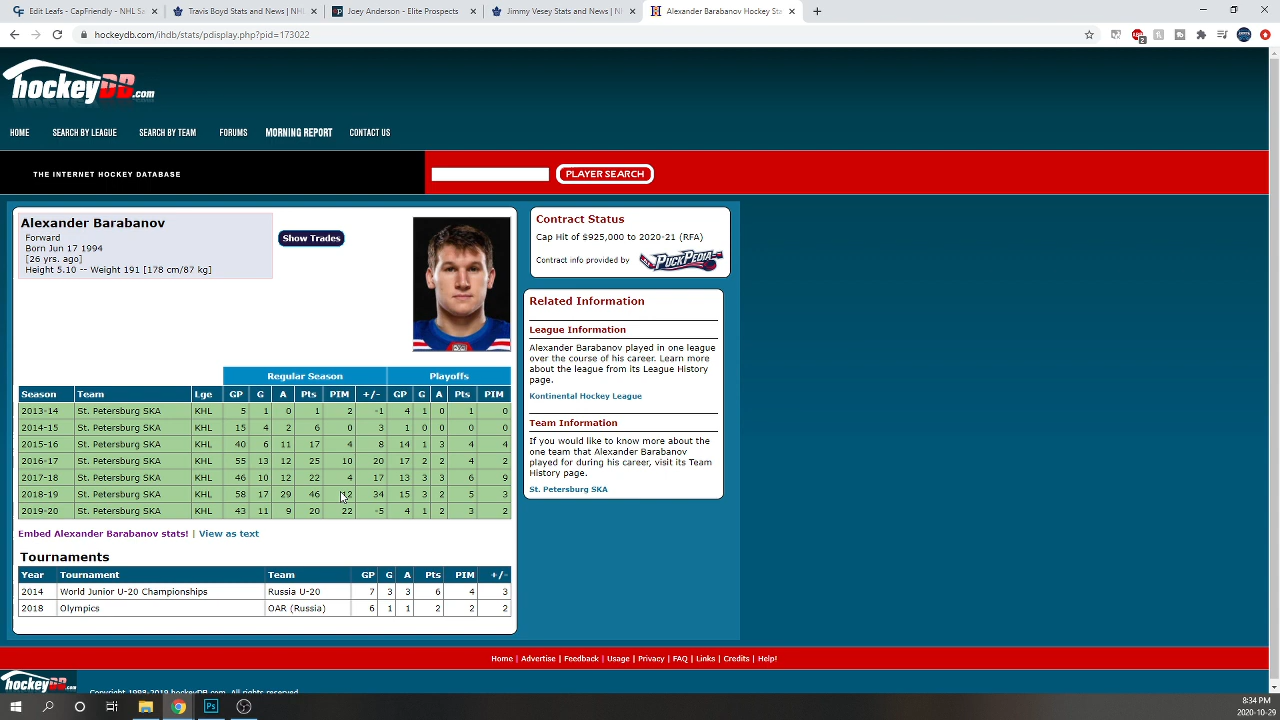 Edit Leafs - CapFriendly - NHL Sa
Travis Boyd Stats and News | NHL
Joey Anderson - Elite Prospects
Jimmy Vesey Stats and News | N
Alexander Barabanov Hockey Sta
hockeydb.com/ihdb/stats/pdisplay.php?pid=173022
2
hockeyDB.com
HOME SEARCH BY LEAGUE SEARCH BY TEAM FORUMS MORNING REPORT CONTACT US
THE INTERNET HOCKEY DATABASE PLAYER SEARCH
Alexander Barabanov
Forward
Born Jun 17 1994
[26 yrs. ago]
Height 5.10 -- Weight 191 [178 cm/87 kg]
Show Trades
Regular Season Playoffs
Season Team Lge GP G A Pts PIM +/- GP G A Pts PIM
2013-14 St. Petersburg SKA KHL 5 1 0 1 2 -1 4 1 0 1 0
2014-15 St. Petersburg SKA KHL 15 4 2 6 0 3 1 0 0 0 0
2015-16 St. Petersburg SKA KHL 40 6 11 17 4 8 14 1 3 4 4
2016-17 St. Petersburg SKA KHL 55 13 12 25 10 20 17 2 2 4 2
2017-18 St. Petersburg SKA KHL 46 10 12 22 4 17 13 3 3 6 9
2018-19 St. Petersburg SKA KHL 58 17 29 46 34 15 3 2 5 3
2019-20 St. Petersburg SKA KHL 43 11 9 20 22 -5 4 1 2 3 2
Embed Alexander Barabanov stats! | View as text
Tournaments
Year Tournament Team GP G A Pts PIM +/-
2014 World Junior U-20 Championships Russia U-20 7 3 3 6 4 3
2018 Olympics OAR (Russia) 6 1 1 2 2 2
Contract Status
Cap Hit of $925,000 to 2020-21 (RFA)
Contract info provided by PUCKPEDIA
Related Information
League Information
Alexander Barabanov played in one league
over the course of his career. Learn more
about the league from its League History
page.
Kontinental Hockey League
Team Information
If you would like to know more about the
one team that Alexander Barabanov
played for during his career, visit its Team
History page.
St. Petersburg SKA
Home | Advertise | Feedback | Usage | Privacy | FAQ | Links | Credits | Help!
hockeyDB.com
Copyright 1998-2019 hockeyDB.com. All rights reserved.
Ps
8:34 PM
2020-10-29